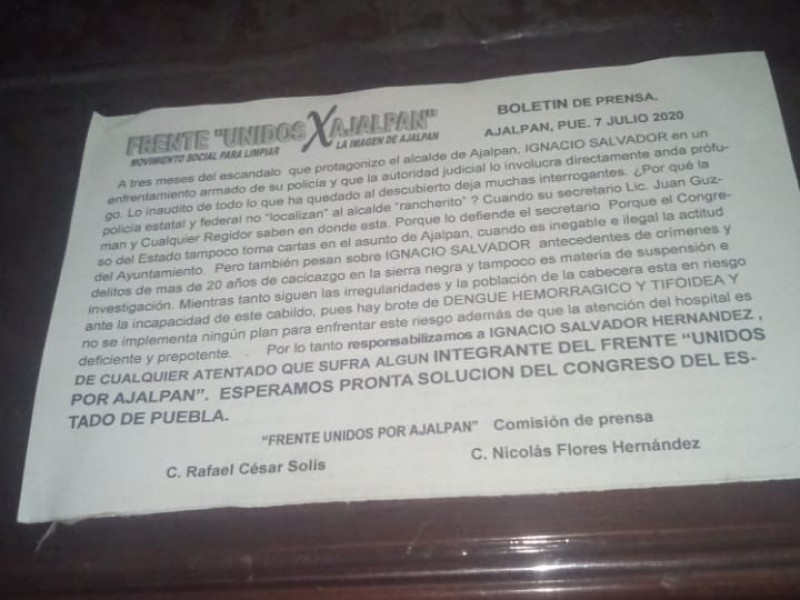 FRENTE "UNIDOS X AJALPAN"
MOVIMIENTO SOCIAL PARA LIMPIAR LA IMAGEN DE AJALPAN
BOLETIN DE PRENSA.
AJALPAN, PUE. 7 JULIO 2020
A tres meses del escandalo que protagonizo el alcalde de Ajalpan, IGNACIO SALVADOR en un
enfrentamiento armado de su policía y que la autoridad judicial lo involucra directamente anda prófu-
go. Lo inaudito de todo lo que ha quedado al descubierto deja muchas interrogantes. ¿Por qué la
policía estatal y federal no "localizan" al alcalde "rancherito" ? Cuando su secretario Lic. Juan Guz-
man y Cualquier Regidor saben en donde esta. Porque lo defiende el secretario Porque el Congre-
so del Estado tampoco toma cartas en el asunto de Ajalpan, cuando es inegable e ilegal la actitud
del Ayuntamiento. Pero también pesan sobre IGNACIO SALVADOR antecedentes de crímenes y
delitos de mas de 20 años de cacicazgo en la sierra negra y tampoco es materia de suspensión e
investigación. Mientras tanto siguen las irregularidades y la población de la cabecera esta en riesgo
ante la incapacidad de este cabildo, pues hay brote de DENGUE HEMORRAGICO Y TIFOIDEA Y
no se implementa ningún plan para enfrentar este riesgo además de que la atención del hospital es
deficiente y prepotente. . Por lo tanto responsabilizamos a IGNACIO SALVADOR HERNANDEZ ,
DE CUALQUIER ATENTADO QUE SUFRA ALGUN INTEGRANTE DEL FRENTE "UNIDOS
POR AJALPAN". ESPERAMOS PRONTA SOLUCION DEL CONGRESO DEL ES-
TADO DE PUEBLA.
"FRENTE UNIDOS POR AJALPAN" Comisión de prensa
C. Rafael César Solís
C. Nicolás Flores Hernández